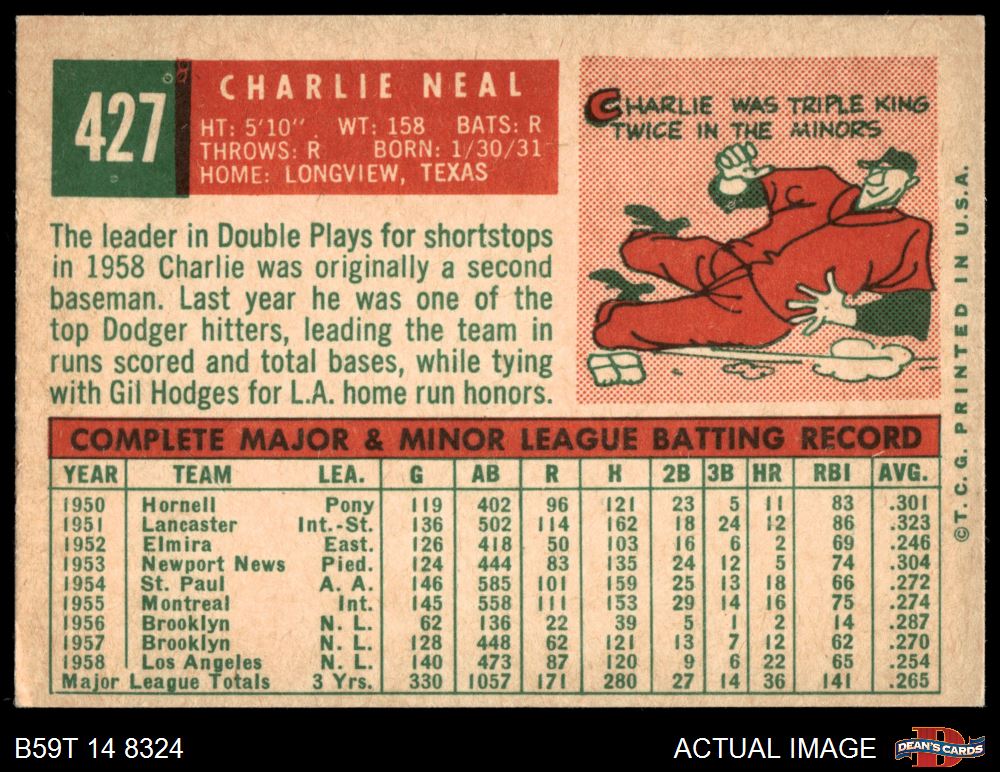 427
CHARLIE NEAL
HT: 5'10". WT: 158 BATS: R
THROWS: R BORN: 1/30/31
HOME: LONGVIEW, TEXAS
The leader in Double Plays for shortstops
in 1958 Charlie was originally a second
baseman. Last year he was one of the
top Dodger hitters, leading the team in
runs scored and total bases, while tying
with Gil Hodges for L.A. home run honors.
CHARLIE WAS TRIPLE KING
TWICE IN THE MINORS
©T.C.G. PRINTED IN U.S.A.
COMPLETE MAJOR & MINOR LEAGUE BATTING RECORD
YEAR TEAM LEA. G AB R H 2B 3B HR RBI AVG.
1950 Hornell Pony 119 402 96 121 23 5 11 83 .301
1951 Lancaster Int.-St. 136 502 114 162 18 24 12 86 .323
1952 Elmira East. 126 418 50 103 16 6 2 69 .246
1953 Newport News Pied. 124 444 83 135 24 12 5 74 .304
1954 St. Paul A. A. 146 585 101 159 25 13 18 66 .272
1955 Montreal Int. 145 558 111 153 29 14 16 75 .274
1956 Brooklyn N. L. 62 136 22 39 5 1 2 14 .287
1957 Brooklyn N. L. 128 448 62 121 13 7 12 62 .270
1958 Los Angeles N. L. 140 473 87 120 9 6 22 65 .254
Major League Totals 3 Yrs. 330 1057 171 280 27 14 36 141 .265
B59T 14 8324
ACTUAL IMAGE
DEAN'S CARDS